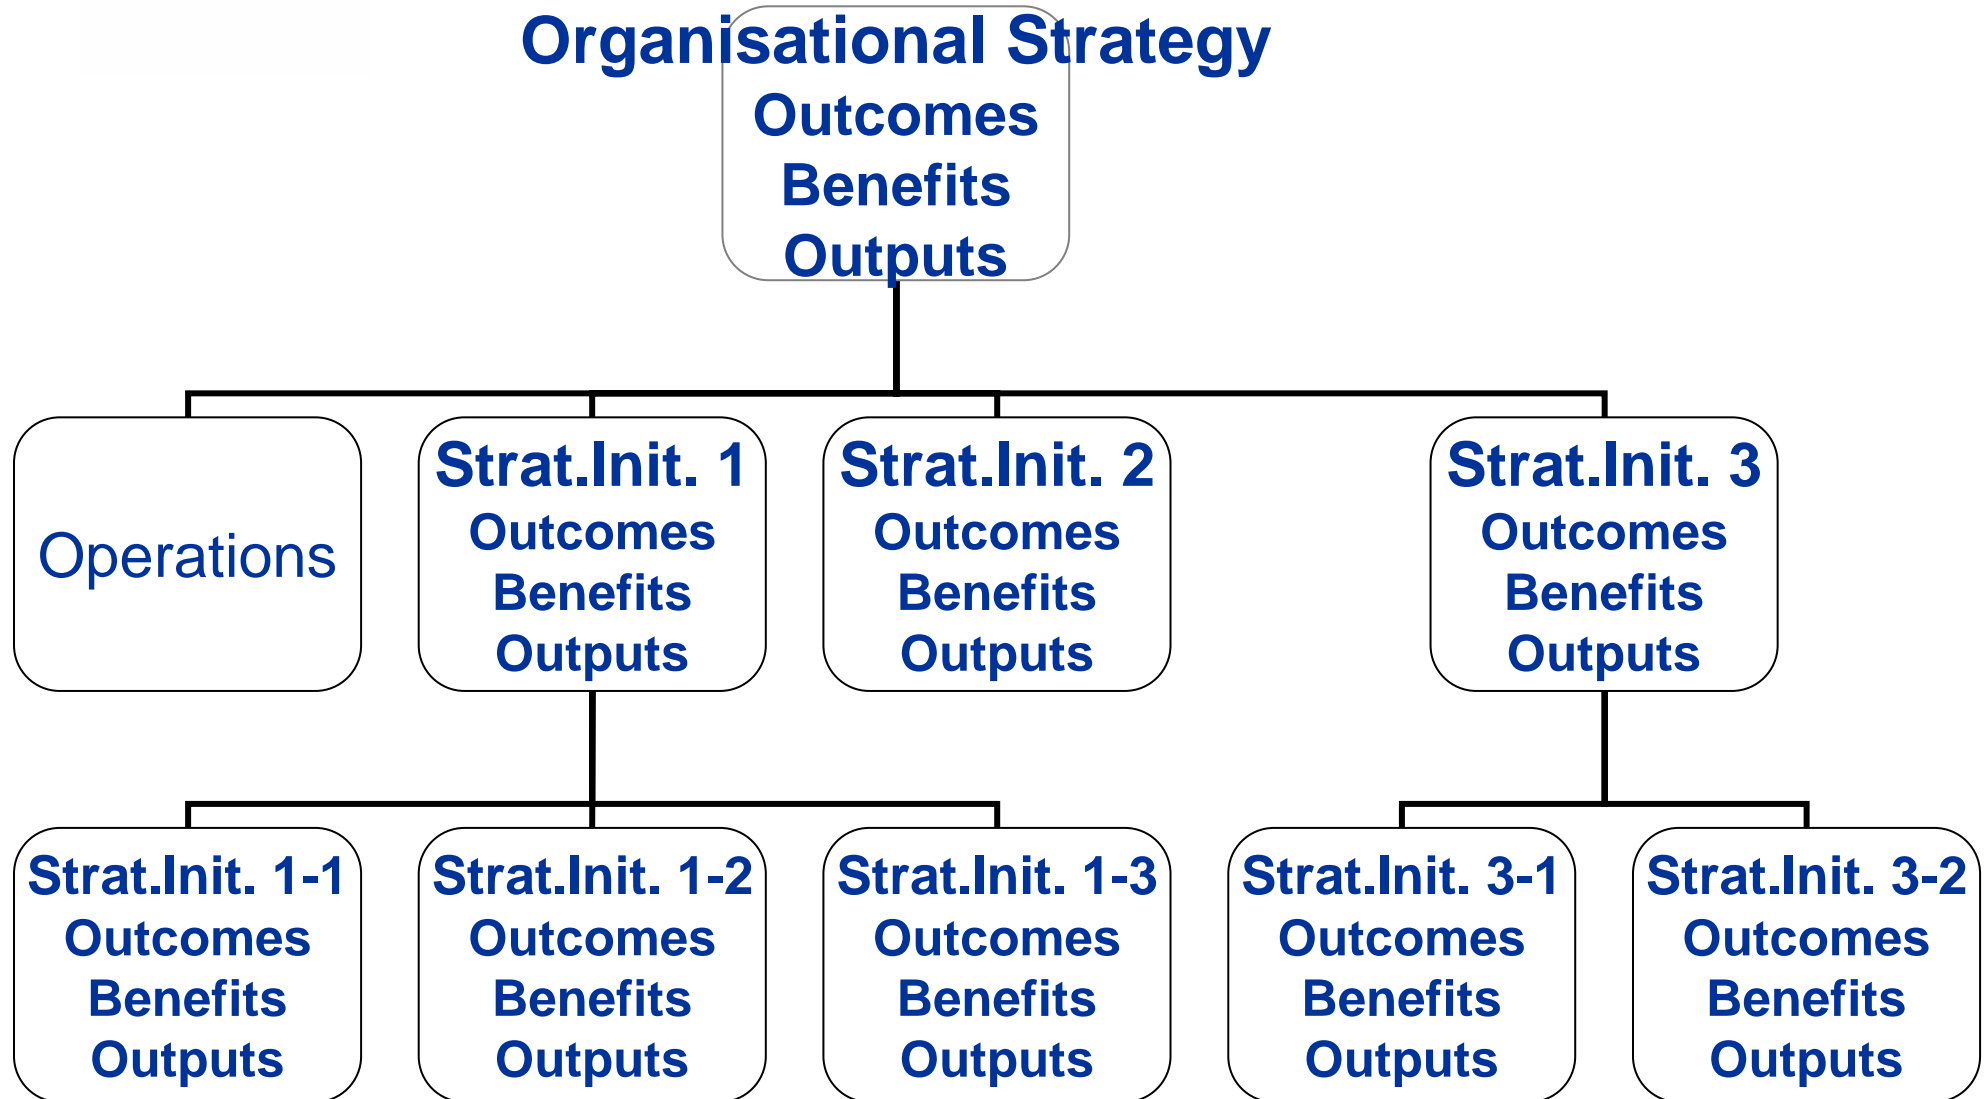 Organisational Strategy
Outcomes
Benefits
Outputs
Operations
Strat.Init. 1
Outcomes
Benefits
Outputs
Strat.Init. 2
Outcomes
Benefits
Outputs
Strat.Init. 3
Outcomes
Benefits
Outputs
Strat.Init. 1-1
Outcomes
Benefits
Outputs
Strat.Init. 1-2
Outcomes
Benefits
Outputs
Strat.Init. 1-3
Outcomes
Benefits
Outputs
Strat.Init. 3-1
Outcomes
Benefits
Outputs
Strat.Init. 3-2
Outcomes
Benefits
Outputs